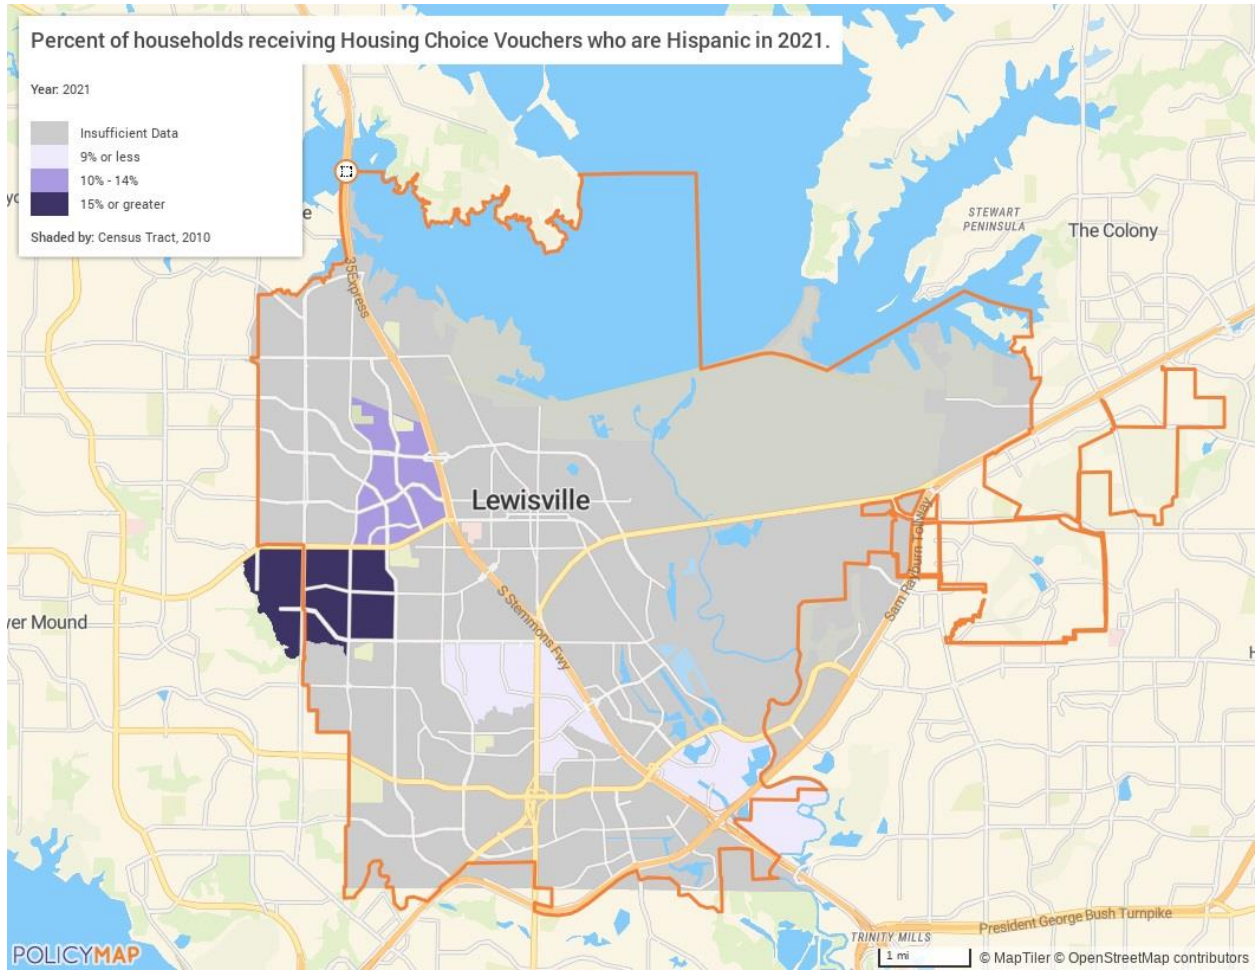 Percent of households receiving Housing Choice Vouchers who are Hispanic in 2021.
Year: 2021
Insufficient Data
9% or less
10% - 14%
15% or greater
Shaded by: Census Tract, 2010
35Express
STEWART
PENINSULA
The Colony
Lewisville
Sam Rayburn Tollway
S Stemmons Fwy
ver Mound
President George Bush Turnpike
TRINITY MILLS
1 mi
POLICYMAP
© MapTiler © OpenStreetMap contributors